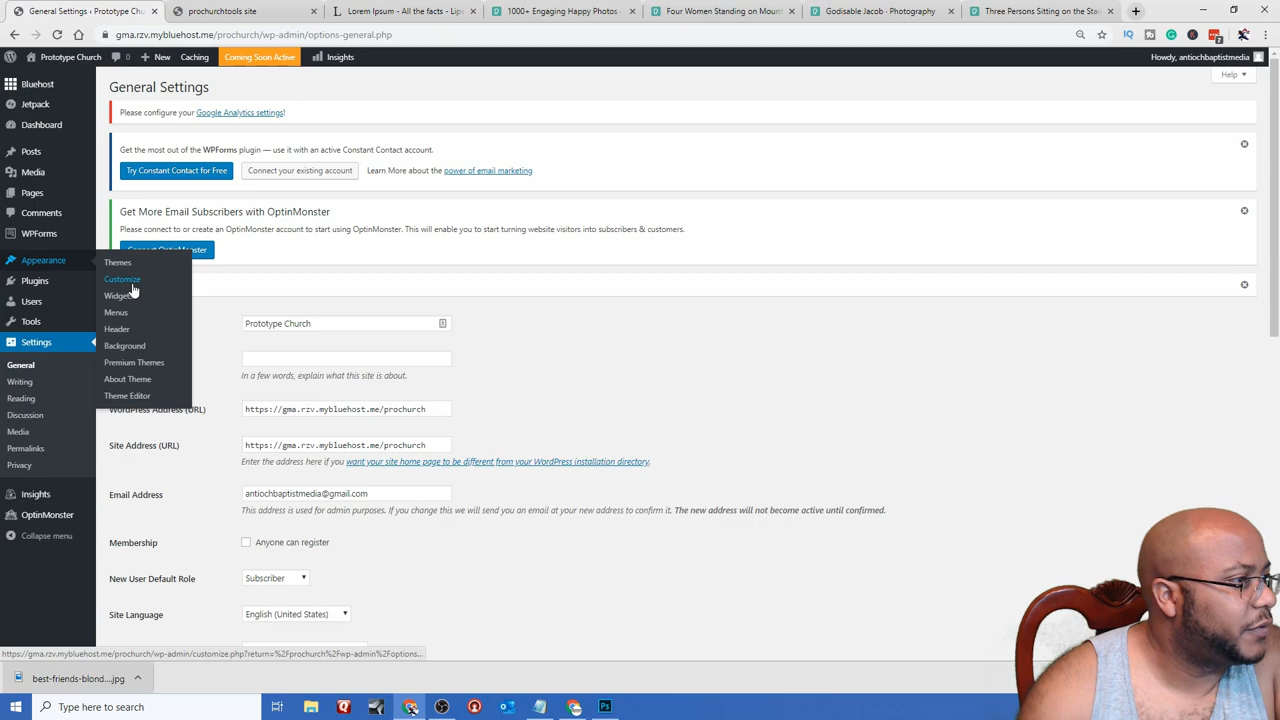 Prototype Church ‹ General Set
prochurchforsite
Lorem Ipsum - All the facts - Lips
1000+ Engaging Happy Photos ·
Four Women Standing on Mount
Godisable Jacob · Photography
Three Persons Sitting on the Stai
gma.rzv.mybluehost.me/prochurch/wp-admin/options-general.php
Prototype Church 0 New Caching Coming Soon Active Insights
Howdy, antiochbaptistmedia
Help
Bluehost
Jetpack
Dashboard
Posts
Media
Pages
Comments
WPForms
Appearance
Plugins
Users
Tools
Settings
General
Writing
Reading
Discussion
Media
Permalinks
Privacy
Insights
OptinMonster
Collapse menu
Themes
Customize
Widgets
Menus
Header
Background
Premium Themes
About Theme
Theme Editor
General Settings
Please configure your Google Analytics settings!
Get the most out of the WPForms plugin — use it with an active Constant Contact account.
Try Constant Contact for Free Connect your existing account Learn More about the power of email marketing
Get More Email Subscribers with OptinMonster
Please connect to or create an OptinMonster account to start using OptinMonster. This will enable you to start turning website visitors into subscribers & customers.
Connect OptinMonster
Prototype Church
In a few words, explain what this site is about.
WordPress Address (URL) https://gma.rzv.mybluehost.me/prochurch
Site Address (URL) https://gma.rzv.mybluehost.me/prochurch
Enter the address here if you want your site home page to be different from your WordPress installation directory.
Email Address antiochbaptistmedia@gmail.com
This address is used for admin purposes. If you change this we will send you an email at your new address to confirm it. The new address will not become active until confirmed.
Membership Anyone can register
New User Default Role Subscriber
Site Language English (United States)
https://gma.rzv.mybluehost.me/prochurch/wp-admin/customize.php?return=%2Fprochurch%2Fwp-admin%2Foptions...
best-friends-blond....jpg
Type here to search